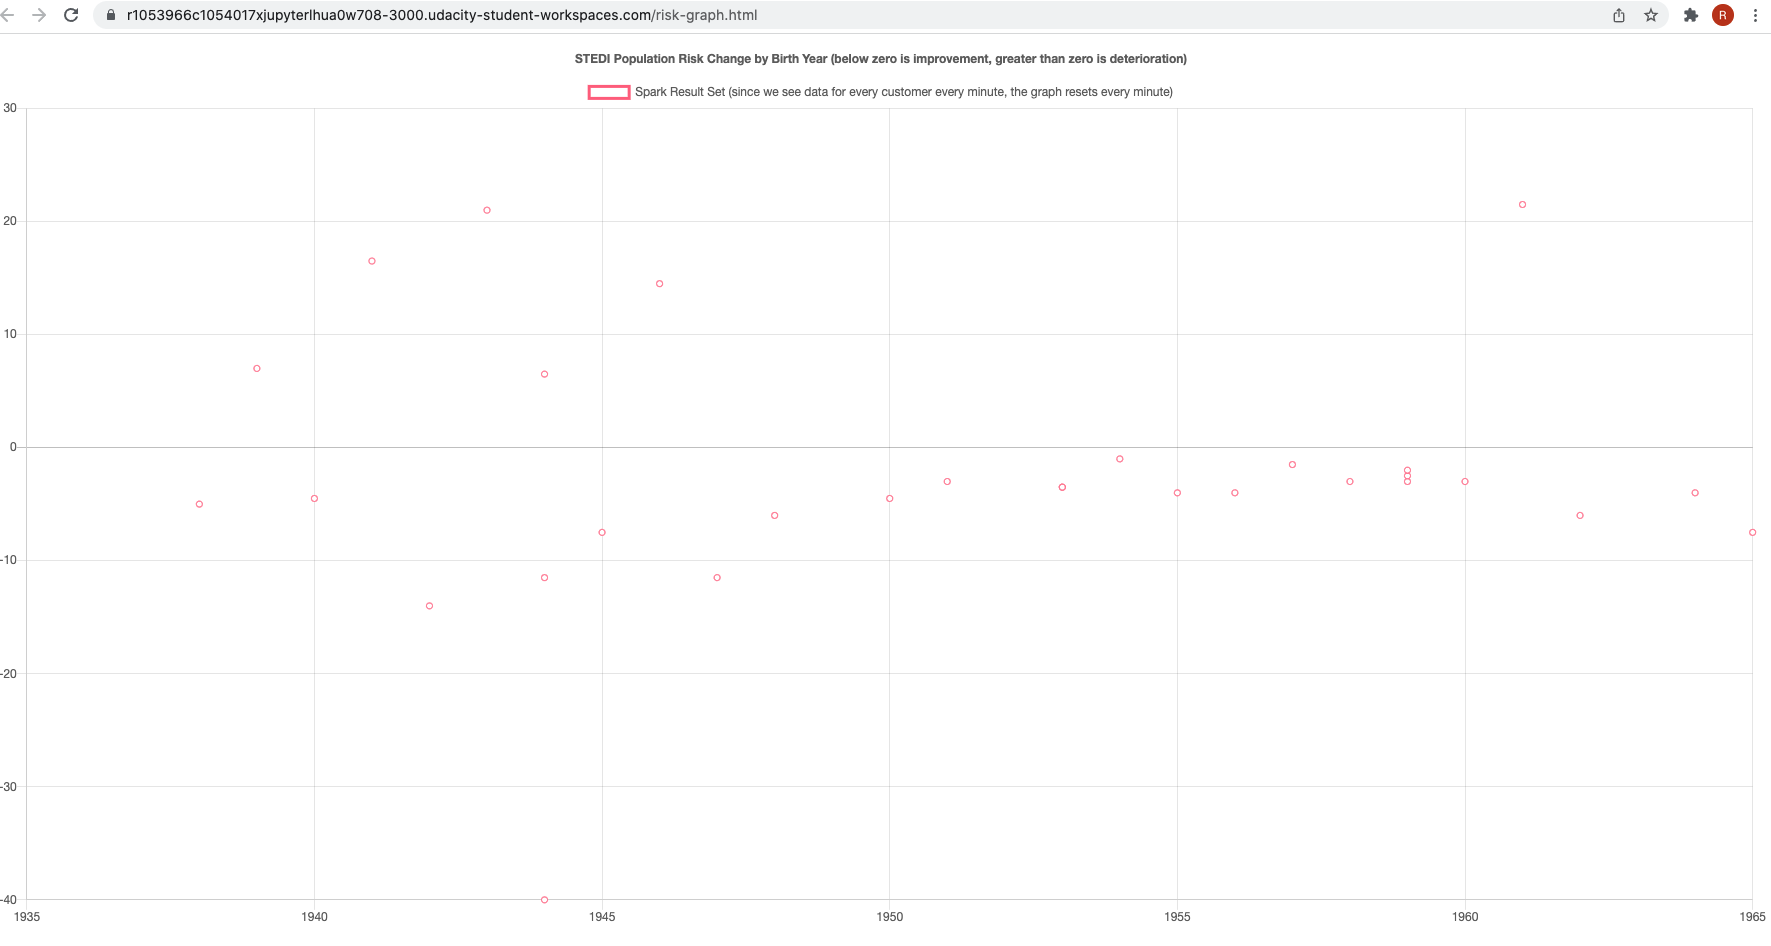 r1053966c1054017xjupyterlhua0w708-3000.udacity-student-workspaces.com/risk-graph.html
R
STEDI Population Risk Change by Birth Year (below zero is improvement, greater than zero is deterioration)
Spark Result Set (since we see data for every customer every minute, the graph resets every minute)
30
20
10
0
-10
-20
-30
-40
1935 1940 1945 1950 1955 1960 1965